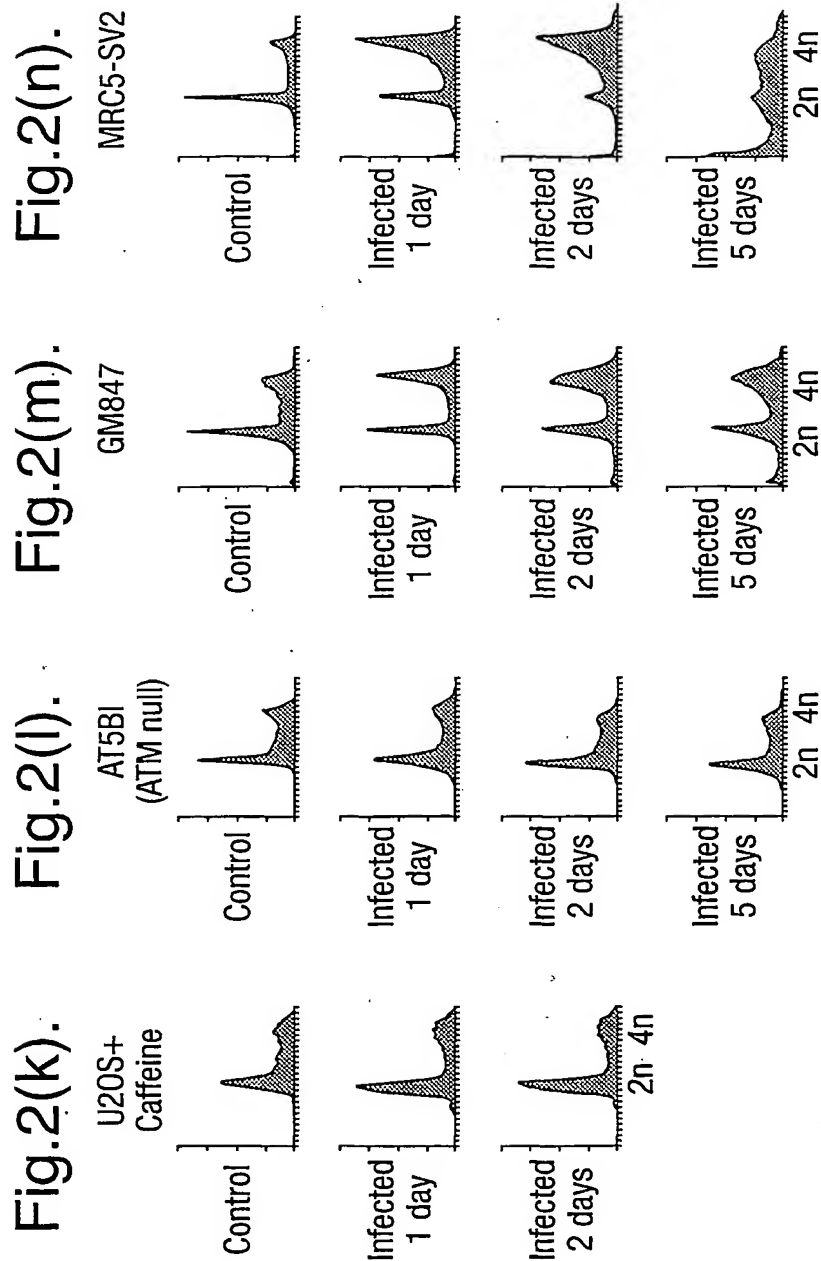 Fig.2(k).
U2OS+
Caffeine
Control
Infected
1 day
Infected
2 days
2n 4n
Fig.2(l).
AT5BI
(ATM null)
Control
Infected
1 day
Infected
2 days
Infected
5 days
2n 4n
Fig.2(m).
GM847
Control
Infected
1 day
Infected
2 days
Infected
5 days
2n 4n
Fig.2(n).
MRC5-SV2
Control
Infected
1 day
Infected
2 days
Infected
5 days
2n 4n